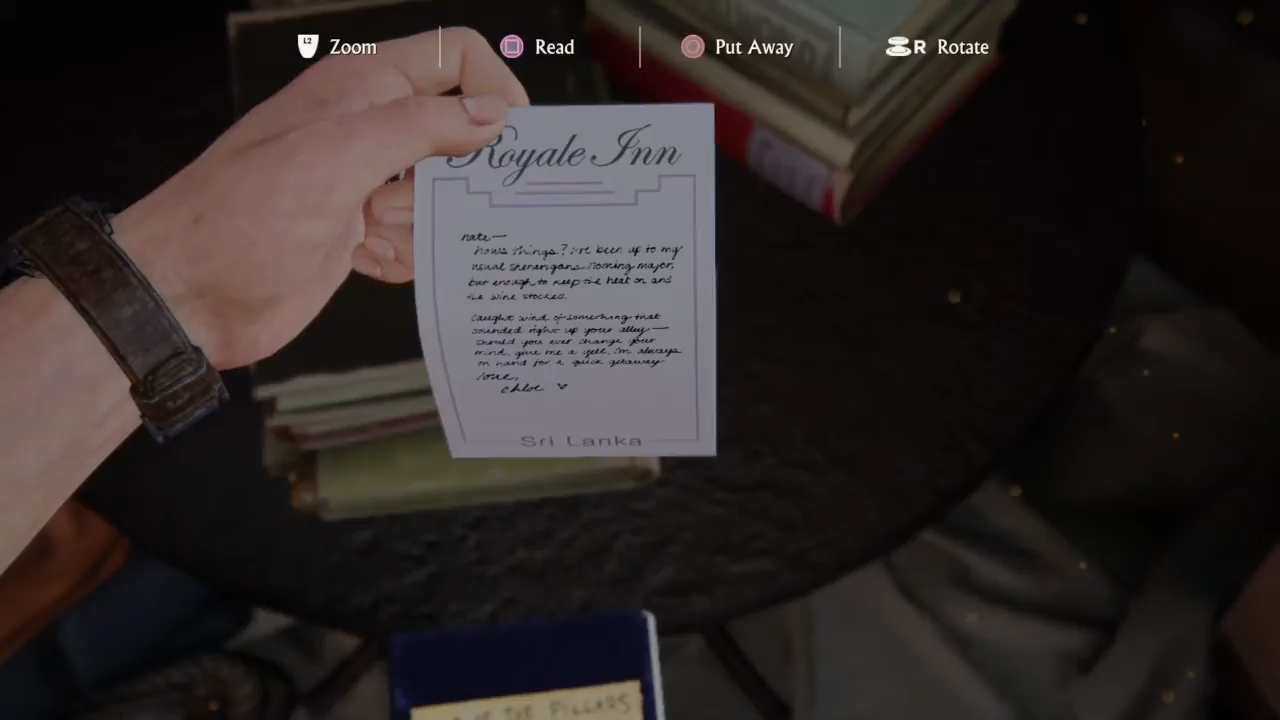 L2 Zoom
Read
Put Away
R Rotate
Royale Inn
nate—
how's things? I've been up to my
usual shenanigans. Noming major,
but enough to keep the heat on and
the wine stocked.
Caught wind of something that
sounded right up your alley—
should you ever change your
mind, give me a yell. I'm always
on hand for a quick getaway.
love,
Chloe
Sri Lanka
OF THE PILLARS